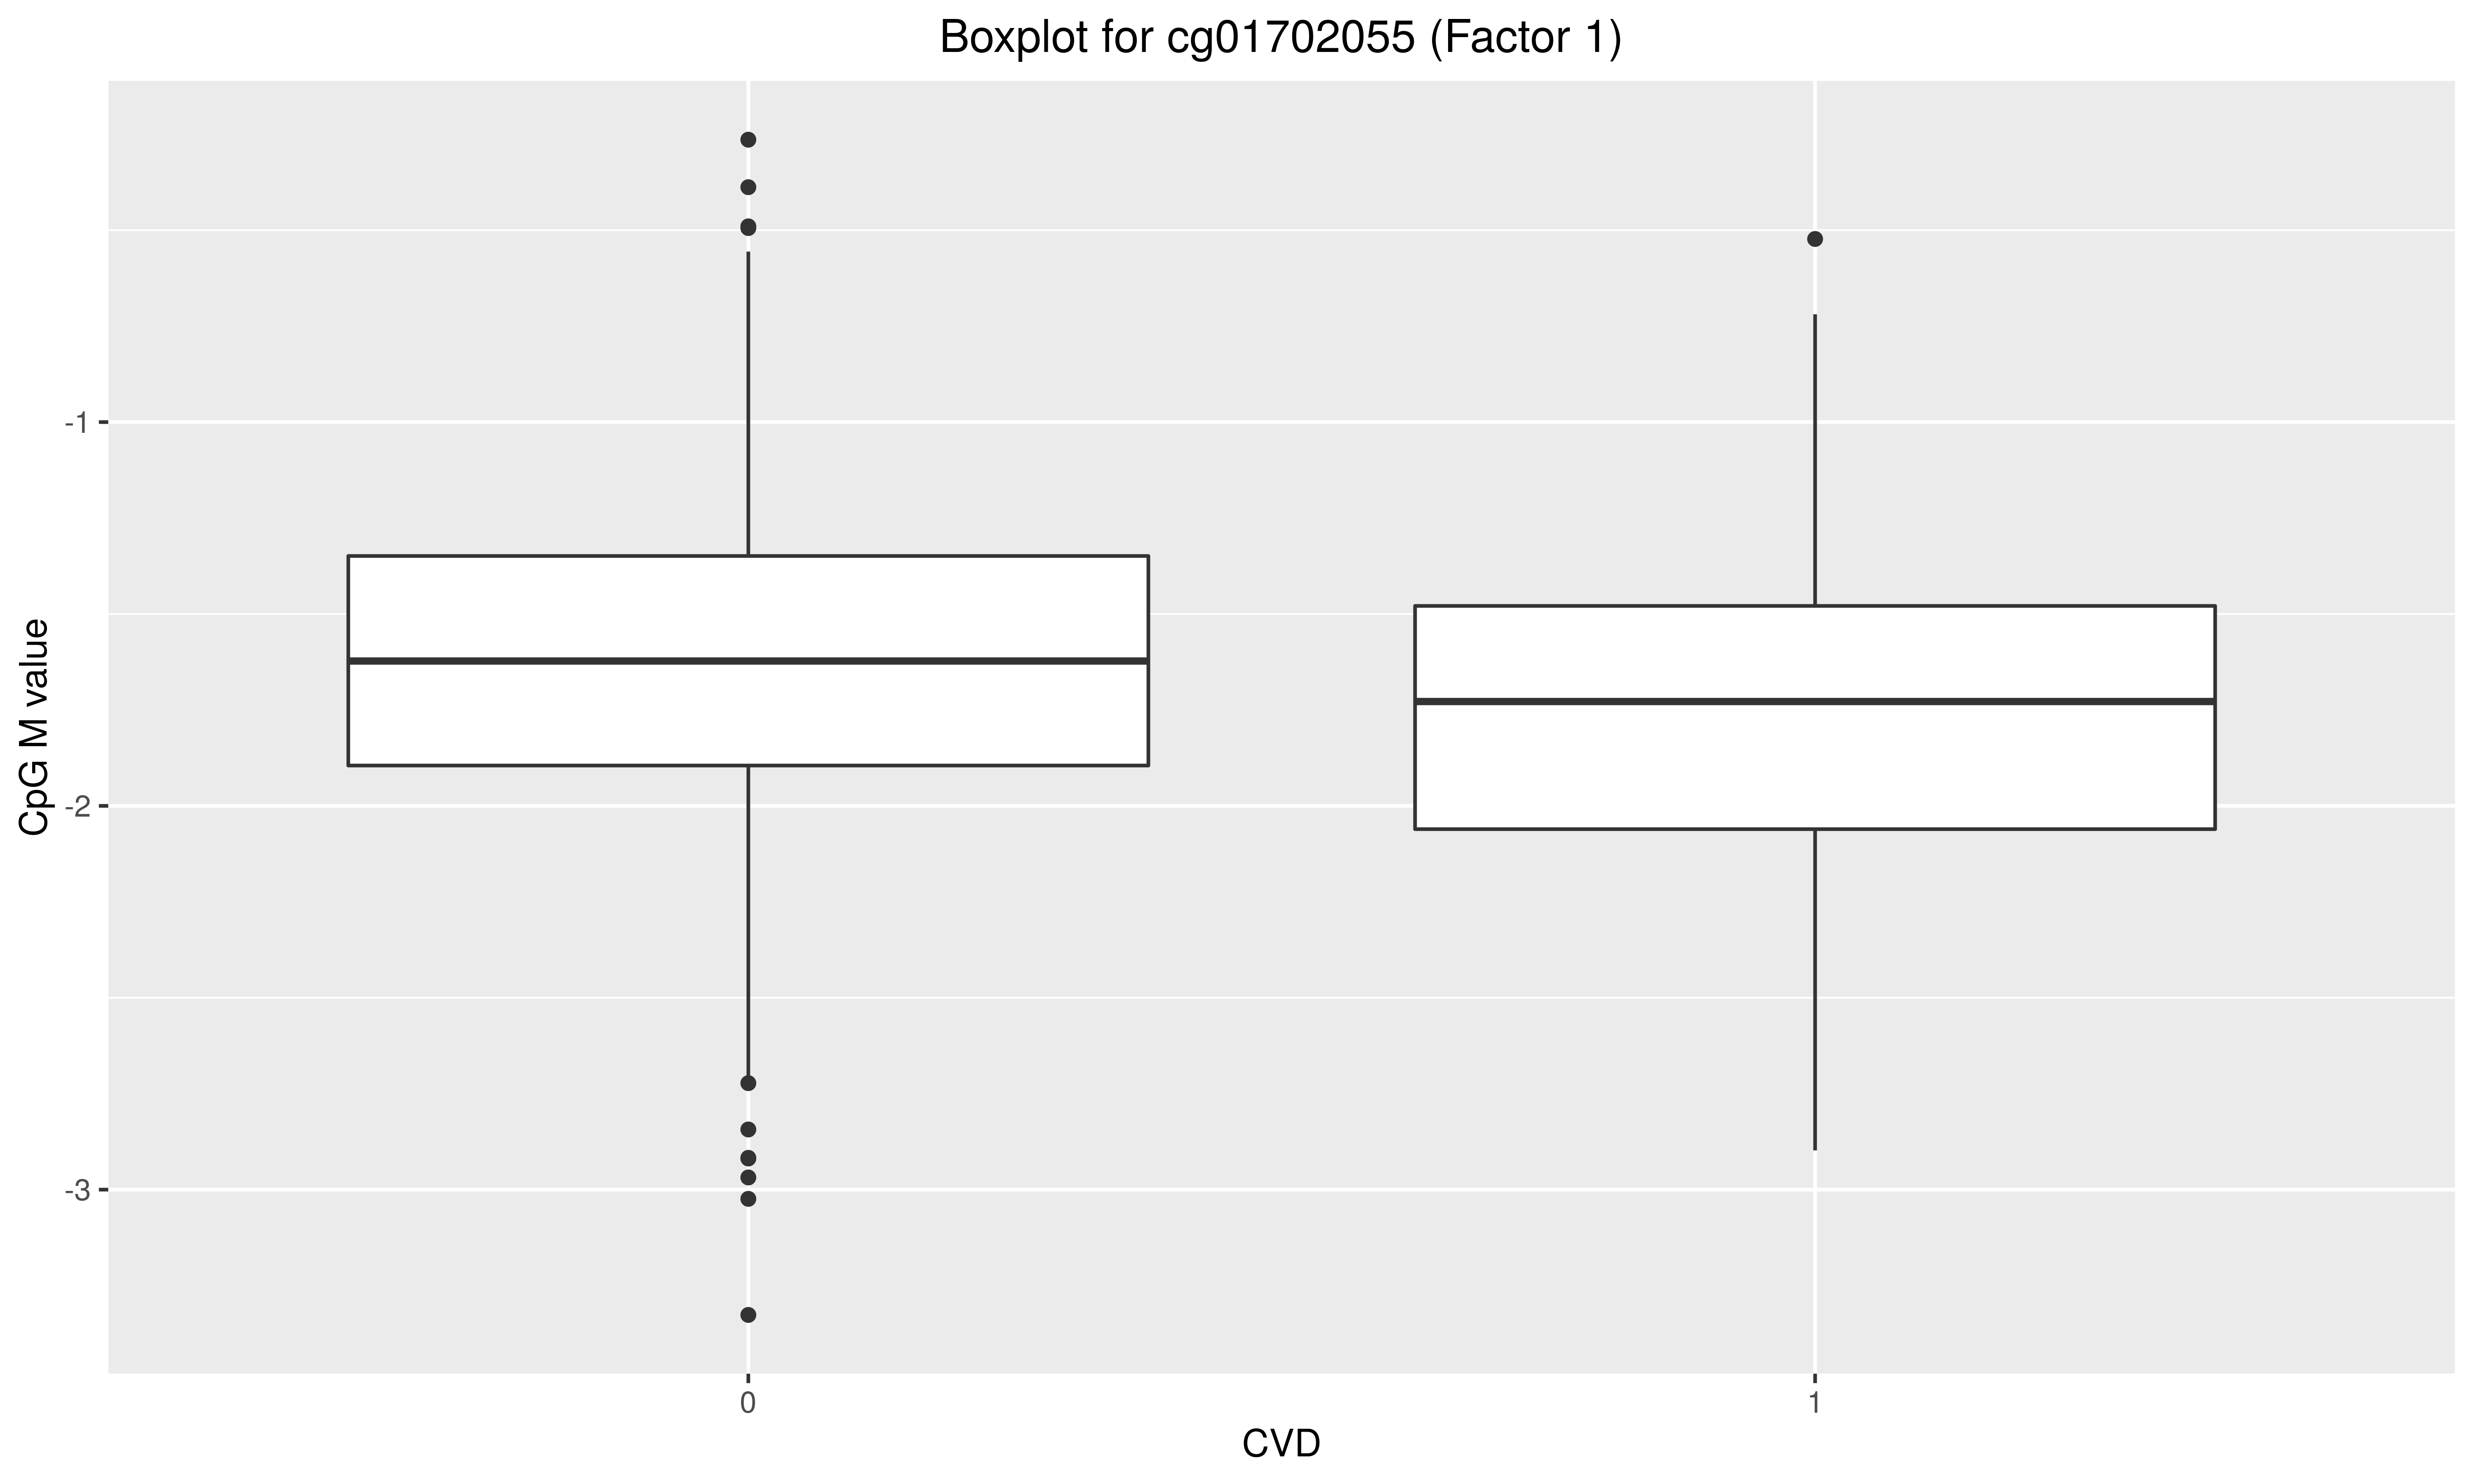 Boxplot for cg01702055 (Factor 1)
CpG M value
-1
-2
-3
0
1
CVD